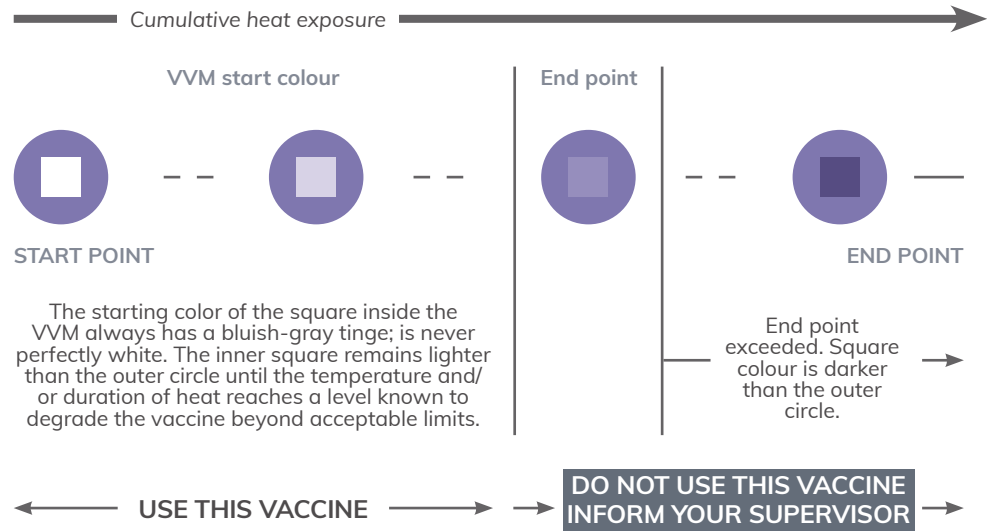 Cumulative heat exposure
VVM start colour
End point
START POINT
END POINT
The starting color of the square inside the
VVM always has a bluish-gray tinge; is never
perfectly white. The inner square remains lighter
than the outer circle until the temperature and/
or duration of heat reaches a level known to
degrade the vaccine beyond acceptable limits.
End point
exceeded. Square
colour is darker
than the outer
circle.
USE THIS VACCINE
DO NOT USE THIS VACCINE
INFORM YOUR SUPERVISOR